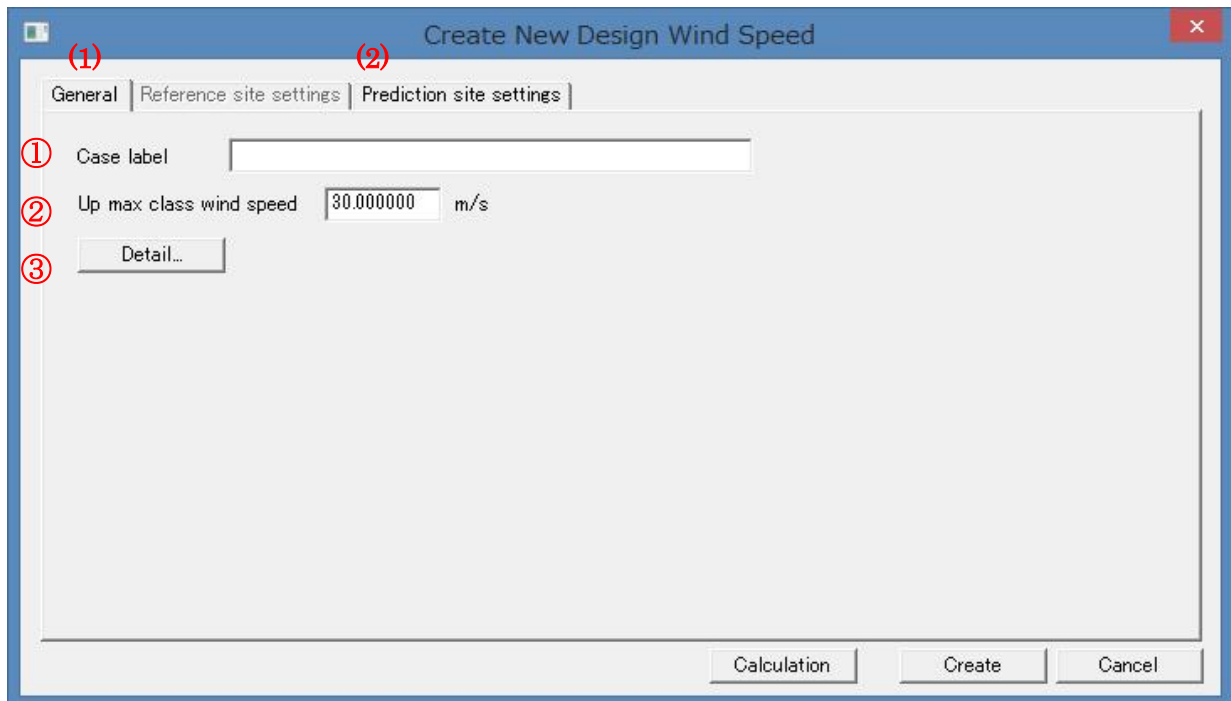 Create New Design Wind Speed
(1) (2)
General Reference site settings Prediction site settings
① Case label
② Up max class wind speed 30.000000 m/s
③ Detail...
Calculation Create Cancel